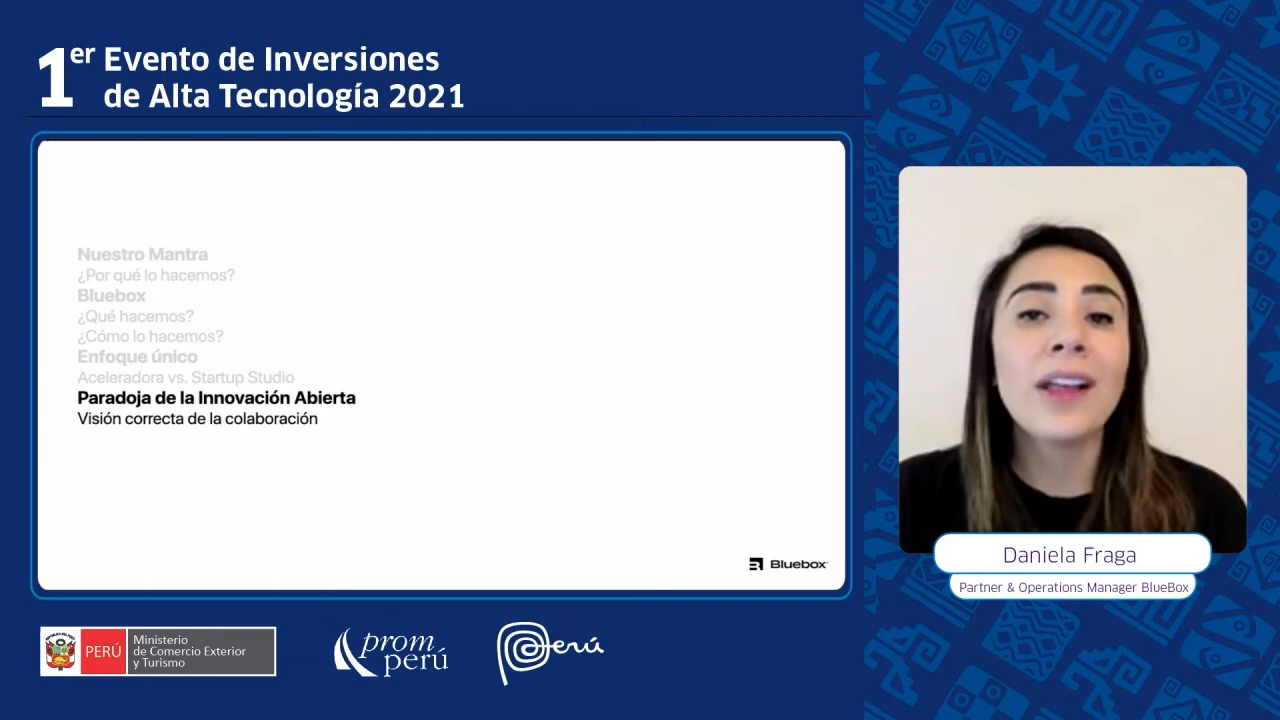 1er Evento de Inversiones
de Alta Tecnología 2021
Nuestro Mantra
¿Por qué lo hacemos?
Bluebox
¿Qué hacemos?
¿Cómo lo hacemos?
Enfoque único
Aceleradora vs. Startup Studio
Paradoja de la Innovación Abierta
Visión correcta de la colaboración
Bluebox
Daniela Fraga
Partner & Operations Manager BlueBox
PERÚ
Ministerio
de Comercio Exterior
y Turismo
prom
perú
Perú